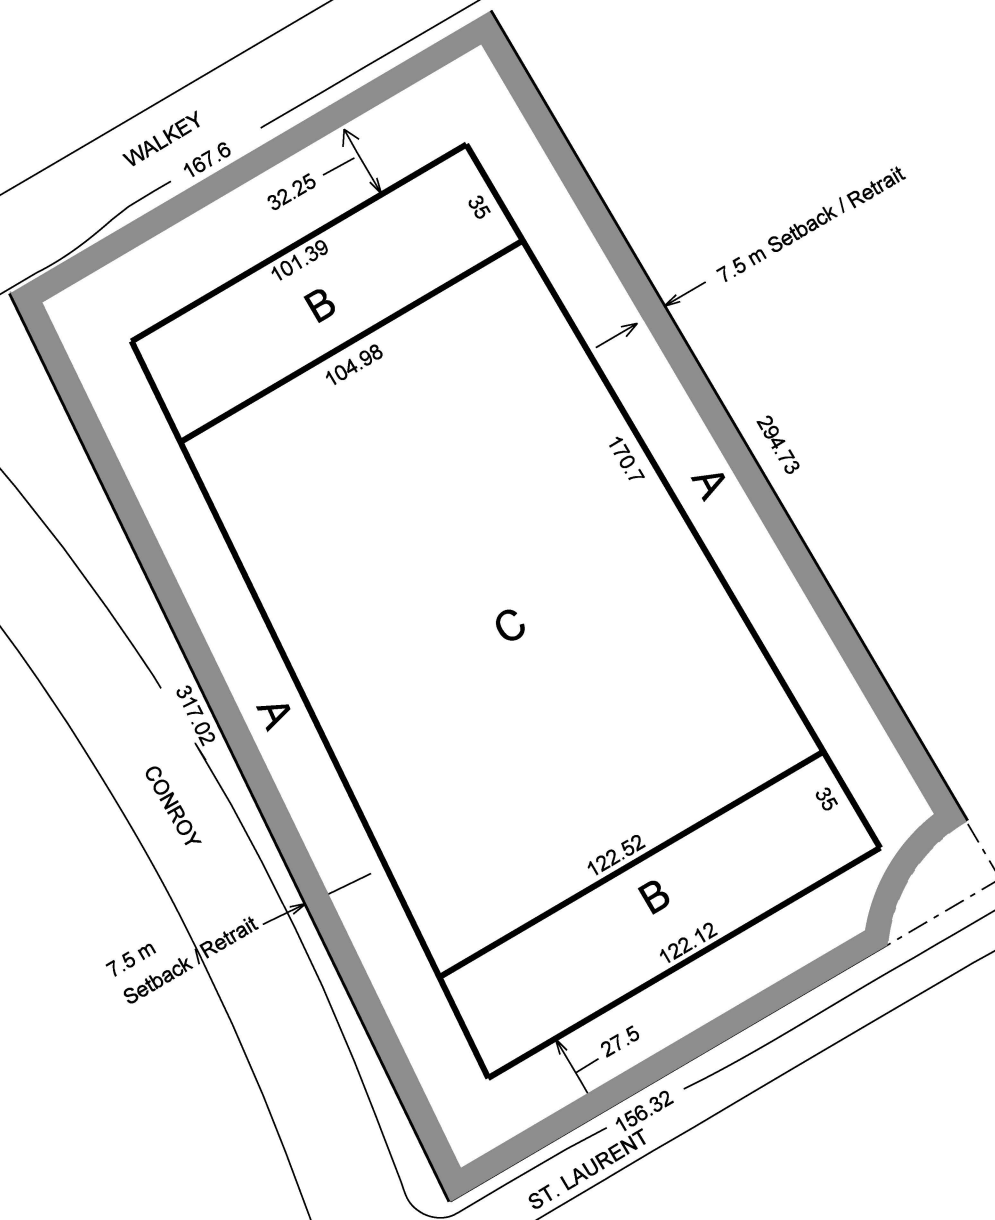 WALKEY
167.6
32.25
35
7.5 m Setback / Retrait
101.39
B
104.98
294.73
170.7
A
C
A
317.02
CONROY
35
122.52
B
122.12
7.5 m
Setback / Retrait
27.5
156.32
ST. LAURENT